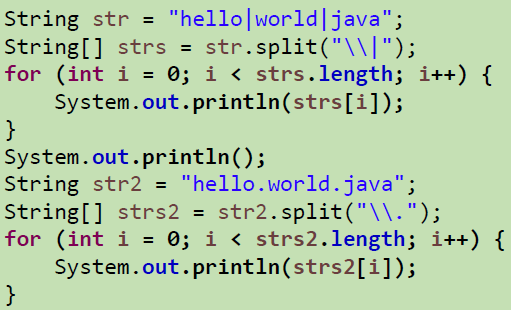 String str = "hello|world|java";
String[] strs = str.split("\\|");
for (int i = 0; i < strs.length; i++) {
    System.out.println(strs[i]);
}
System.out.println();
String str2 = "hello.world.java";
String[] strs2 = str2.split("\\.");
for (int i = 0; i < strs2.length; i++) {
    System.out.println(strs2[i]);
}